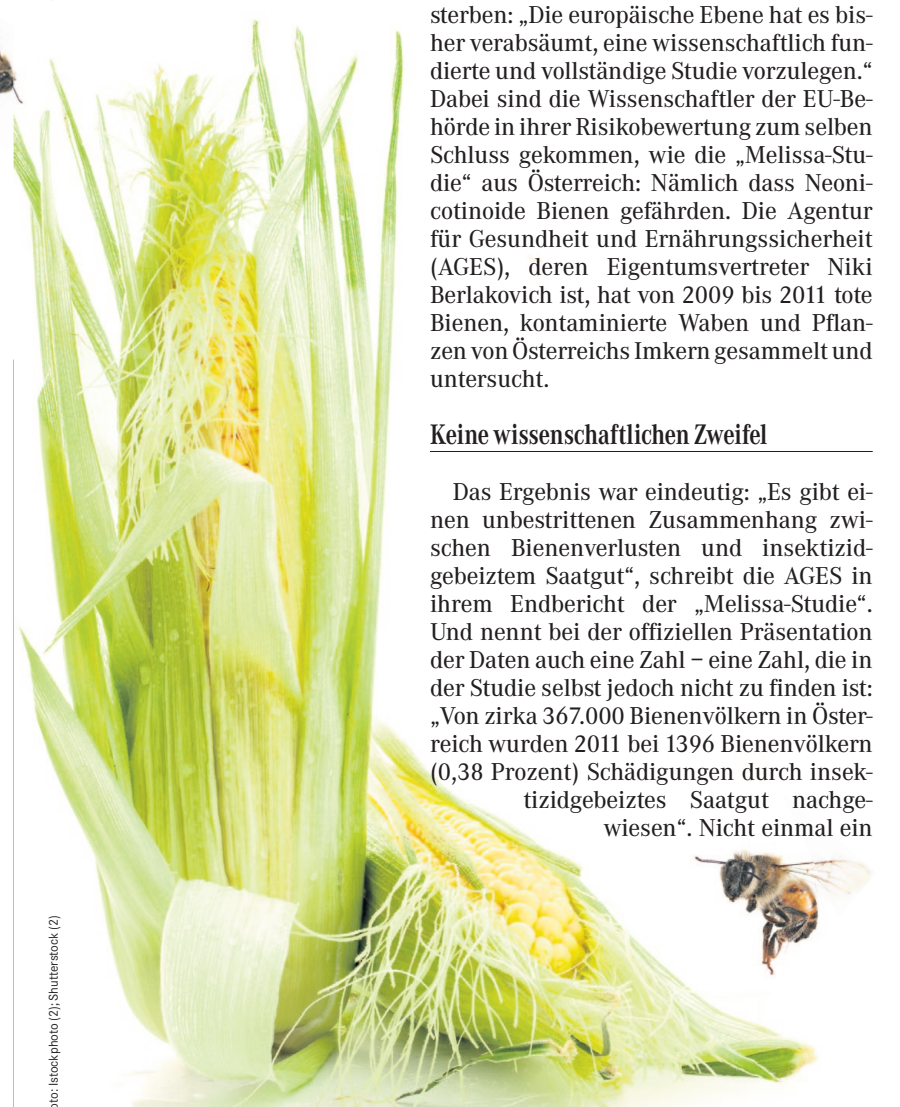 sterben: „Die europäische Ebene hat es bis-
her verabsäumt, eine wissenschaftlich fun-
dierte und vollständige Studie vorzulegen.“
Dabei sind die Wissenschaftler der EU-Be-
hörde in ihrer Risikobewertung zum selben
Schluss gekommen, wie die „Melissa-Stu-
die“ aus Österreich: Nämlich dass Neoni-
cotinoide Bienen gefährden. Die Agentur
für Gesundheit und Ernährungssicherheit
(AGES), deren Eigentumsvertreter Niki
Berlakovich ist, hat von 2009 bis 2011 tote
Bienen, kontaminierte Waben und Pflan-
zen von Österreichs Imkern gesammelt und
untersucht.
Keine wissenschaftlichen Zweifel
Das Ergebnis war eindeutig: „Es gibt ei-
nen unbestrittenen Zusammenhang zwi-
schen Bienenverlusten und insektizid-
gebeiztem Saatgut“, schreibt die AGES in
ihrem Endbericht der „Melissa-Studie“.
Und nennt bei der offiziellen Präsentation
der Daten auch eine Zahl – eine Zahl, die in
der Studie selbst jedoch nicht zu finden ist:
„Von zirka 367.000 Bienenvölkern in Öster-
reich wurden 2011 bei 1396 Bienenvölkern
(0,38 Prozent) Schädigungen durch insek-
tizidgebeiztes Saatgut nachge-
wiesen“. Nicht einmal ein
oto: Istockphoto (2); Shutterstock (2)